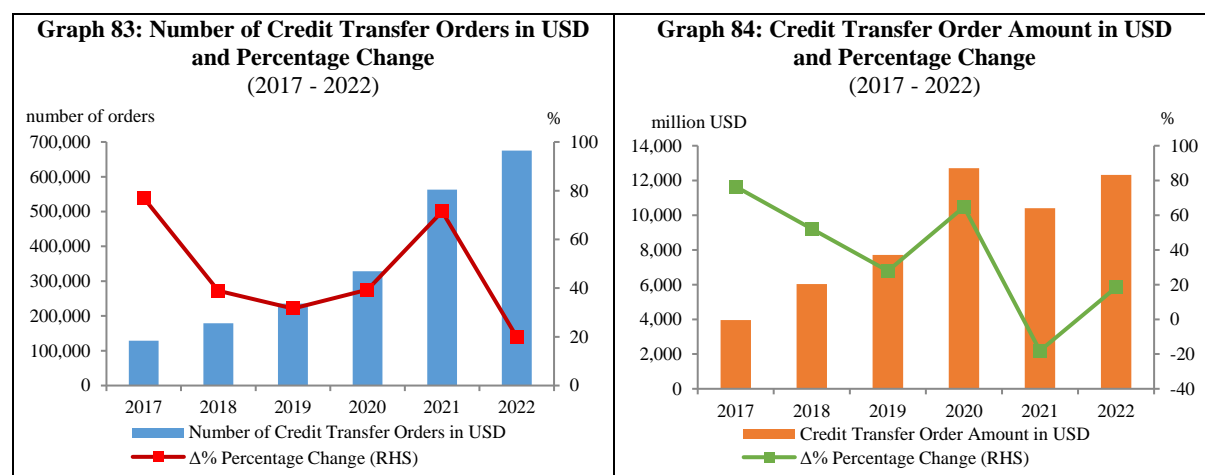 Graph 83: Number of Credit Transfer Orders in USD
and Percentage Change
(2017 - 2022)
number of orders
%
700,000
600,000
500,000
400,000
300,000
200,000
100,000
0
100
80
60
40
20
0
2017 2018 2019 2020 2021 2022
Number of Credit Transfer Orders in USD
Δ% Percentage Change (RHS)
Graph 84: Credit Transfer Order Amount in USD
and Percentage Change
(2017 - 2022)
million USD
%
14,000
12,000
10,000
8,000
6,000
4,000
2,000
0
100
80
60
40
20
0
-20
-40
2017 2018 2019 2020 2021 2022
Credit Transfer Order Amount in USD
Δ% Percentage Change (RHS)